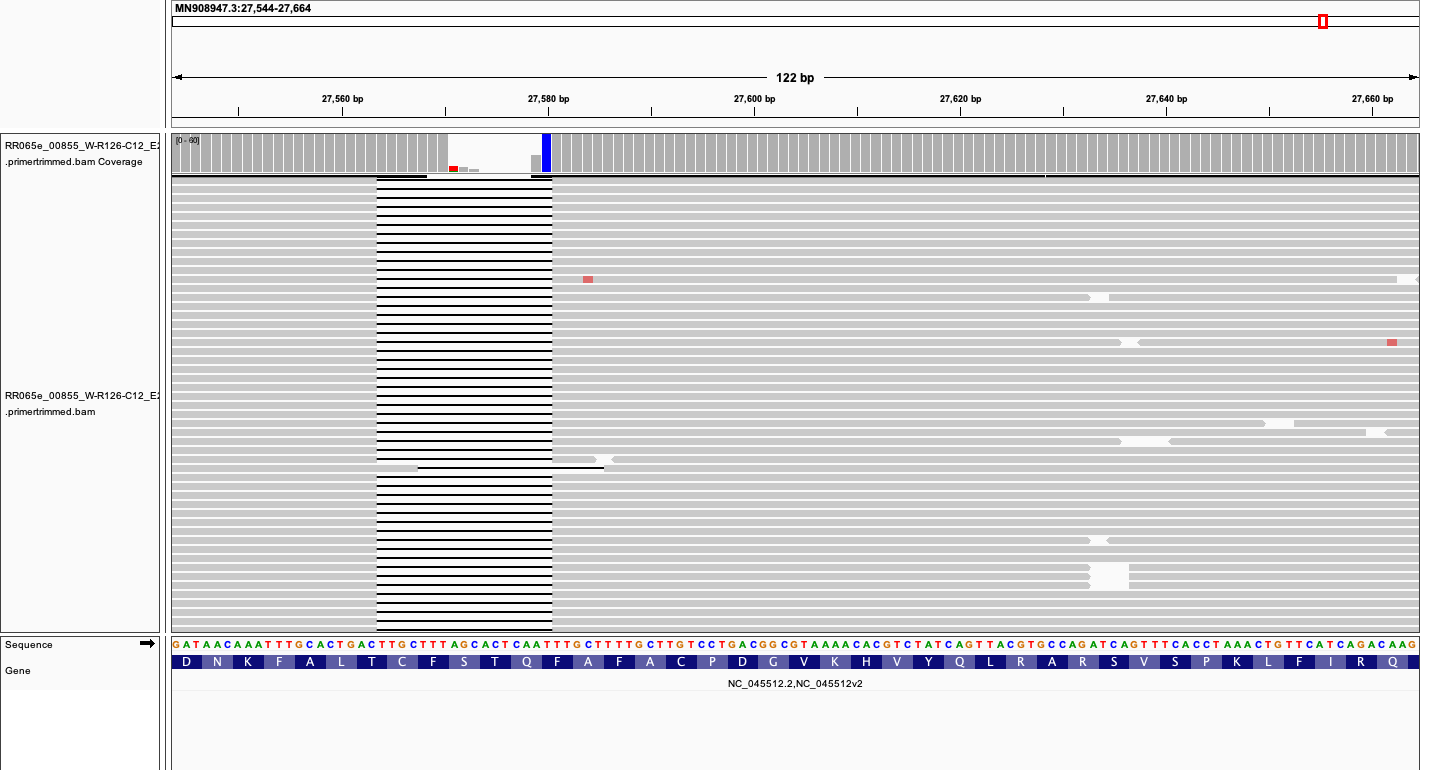 MN908947.3:27,544-27,664
122 bp
27,560 bp 27,580 bp 27,600 bp 27,620 bp 27,640 bp 27,660 bp
[0 - 60]
RR065e_00855_W-R126-C12_E2
.primertrimmed.bam Coverage
RR065e_00855_W-R126-C12_E2
.primertrimmed.bam
Sequence
GATAACAAATTTGCACTGACTTGCTTTAGCACTCAATTTGCTTTTGCTTGTCCTGACGGCGTAAAACACGTCTATCAGTTACGTGCCAGATCAGTTTCACCTAAACTGTTCATCAGACAAG
D N K F A L T C F S T Q F A F A C P D G V K H V Y Q L R A R S V S P K L F I R Q
Gene
NC_045512.2,NC_045512v2